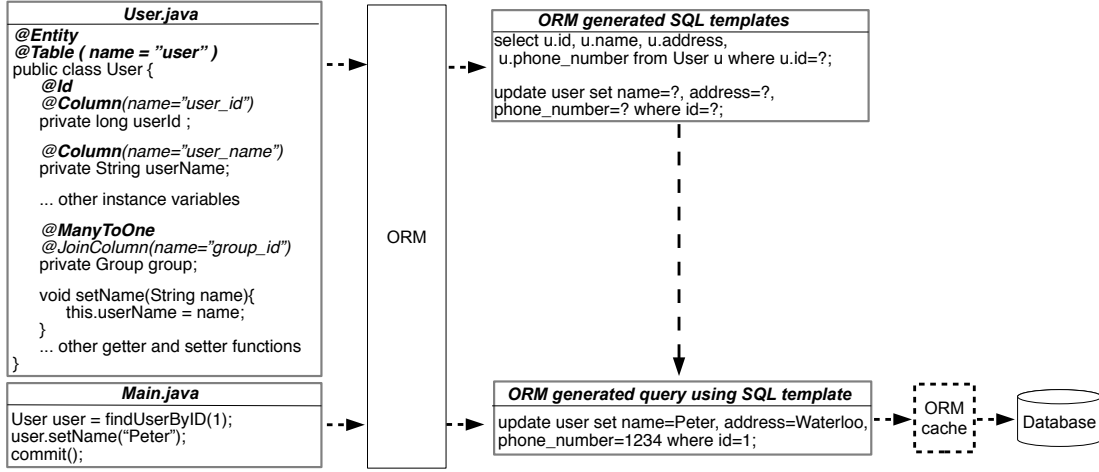 User.java
@Entity
@Table ( name = ”user” )
public class User {
@Id
@Column(name=”user_id”)
private long userId ;
@Column(name=”user_name”)
private String userName;
... other instance variables
@ManyToOne
@JoinColumn(name=”group_id”)
private Group group;
void setName(String name){
this.userName = name;
}
... other getter and setter functions
}
Main.java
User user = findUserByID(1);
user.setName(“Peter”);
commit();
ORM
ORM generated SQL templates
select u.id, u.name, u.address,
u.phone_number from User u where u.id=?;
update user set name=?, address=?,
phone_number=? where id=?;
ORM generated query using SQL template
update user set name=Peter, address=Waterloo,
phone_number=1234 where id=1;
ORM
cache
Database